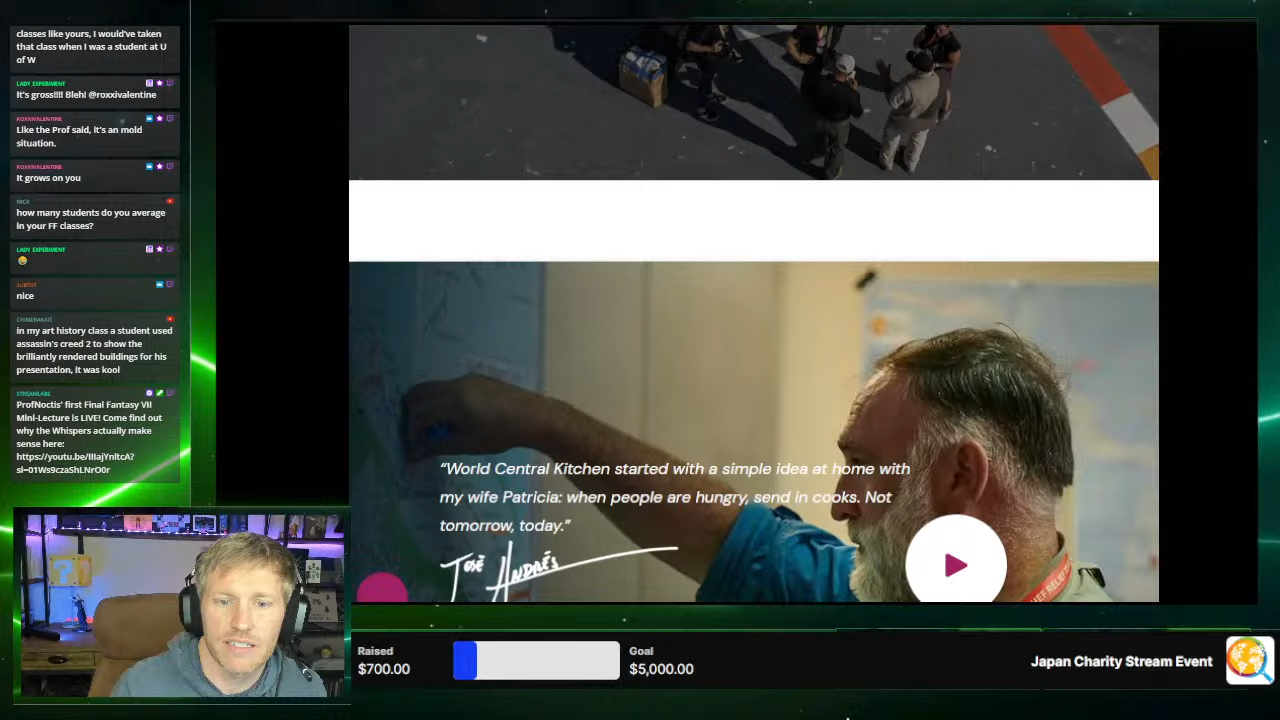 classes like yours, I would've taken
that class when I was a student at U
of W
LADY_EXPERIMENT
It's gross!!!! Bleh! @roxxivalentine
ROXXIVALENTINE
Like the Prof said, it's an mold
situation.
ROXXIVALENTINE
It grows on you
NICK
how many students do you average
in your FF classes?
LADY_EXPERIMENT
nice
in my art history class a student used
assassin's creed 2 to show the
brilliantly rendered buildings for his
presentation, it was kool
STREAMLABS
ProfNoctis' first Final Fantasy VII
Mini-Lecture is LIVE! Come find out
why the Whispers actually make
sense here:
“World Central Kitchen started with a simple idea at home with
my wife Patricia: when people are hungry, send in cooks. Not
tomorrow, today.”
José Andrés
Raised
$700.00
Goal
$5,000.00
Japan Charity Stream Event